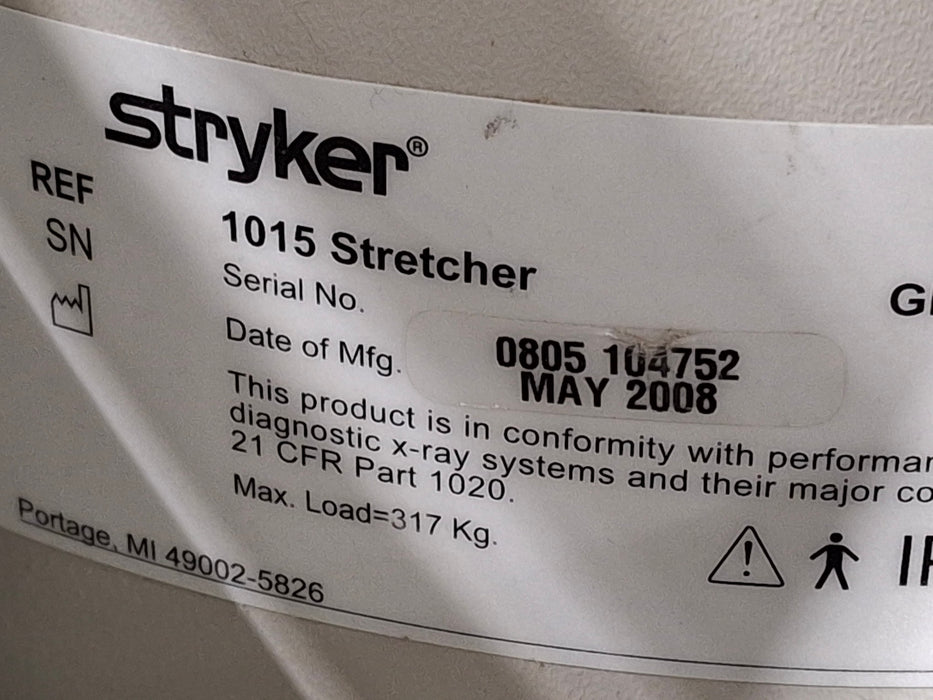 stryker®
REF 1015 Stretcher
SN Serial No. 0805 104752
Date of Mfg. MAY 2008
This product is in conformity with
diagnostic x-ray systems and their major
21 CFR Part 1020.
Max. Load=317 Kg.
Portage, MI 49002-5826